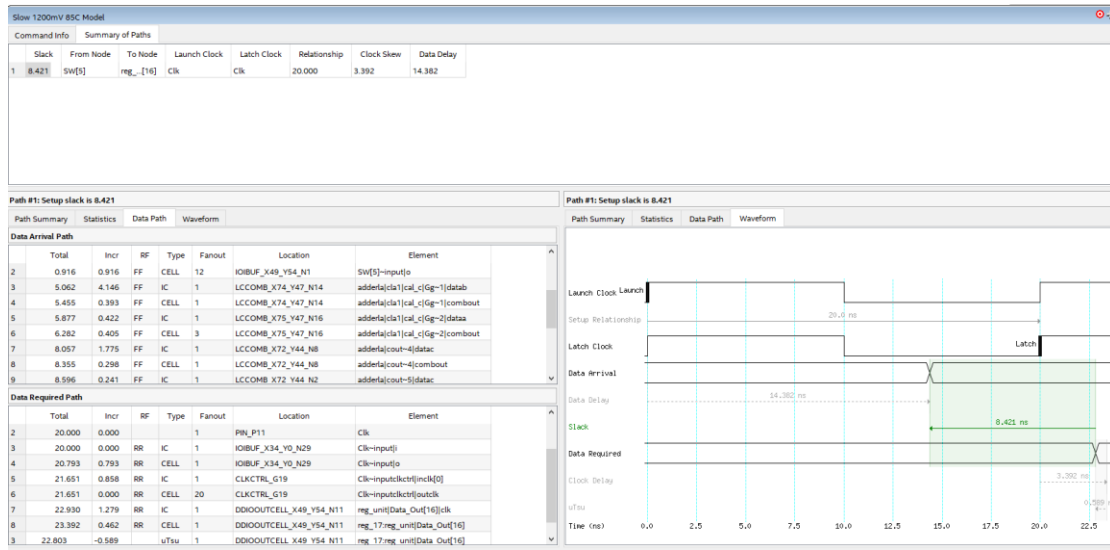 Slow 1200mV 85C Model
Command Info Summary of Paths
Slack From Node To Node Launch Clock Latch Clock Relationship Clock Skew Data Delay
1 8.421 SW[5] reg_...[16] Clk Clk 20.000 3.392 14.382
Path #1: Setup slack is 8.421
Path Summary Statistics Data Path Waveform
Data Arrival Path
Total Incr RF Type Fanout Location Element
2 0.916 0.916 FF CELL 12 IOIBUF_X49_Y54_N1 SW[5]~input|o
3 5.062 4.146 FF IC 1 LCCOMB_X74_Y47_N14 adderla|cla1|cal_c|Gg~1|datab
4 5.455 0.393 FF CELL 1 LCCOMB_X74_Y47_N14 adderla|cla1|cal_c|Gg~1|combout
5 5.877 0.422 FF IC 1 LCCOMB_X75_Y47_N16 adderla|cla1|cal_c|Gg~2|dataa
6 6.282 0.405 FF CELL 3 LCCOMB_X75_Y47_N16 adderla|cla1|cal_c|Gg~2|combout
7 8.057 1.775 FF IC 1 LCCOMB_X72_Y44_N8 adderla|cout~4|datac
8 8.355 0.298 FF CELL 1 LCCOMB_X72_Y44_N8 adderla|cout~4|combout
9 8.596 0.241 FF IC 1 LCCOMB_X72_Y44_N2 adderla|cout~5|datac
Data Required Path
Total Incr RF Type Fanout Location Element
2 20.000 0.000 1 PIN_P11 Clk
3 20.000 0.000 RR IC 1 IOIBUF_X34_Y0_N29 Clk~input|i
4 20.793 0.793 RR CELL 1 IOIBUF_X34_Y0_N29 Clk~input|o
5 21.651 0.858 RR IC 1 CLKCTRL_G19 Clk~inputclkctrl|inclk[0]
6 21.651 0.000 RR CELL 20 CLKCTRL_G19 Clk~inputclkctrl|outclk
7 22.930 1.279 RR IC 1 DDIOOUTCELL_X49_Y54_N11 reg_unit|Data_Out[16]|clk
8 23.392 0.462 RR CELL 1 DDIOOUTCELL_X49_Y54_N11 reg_17:reg_unit|Data_Out[16]
3 22.803 -0.589 uTsu 1 DDIOOUTCELL_X49_Y54_N11 reg_17:reg_unit|Data_Out[16]
Path #1: Setup slack is 8.421
Path Summary Statistics Data Path Waveform
Launch Clock Launch
Setup Relationship 20.0 ns
Latch Clock Latch
Data Arrival
Data Delay 14.382 ns
Slack 8.421 ns
Data Required
Clock Delay 3.392 ns
uTsu 0.589
Time (ns) 0.0 2.5 5.0 7.5 10.0 12.5 15.0 17.5 20.0 22.5